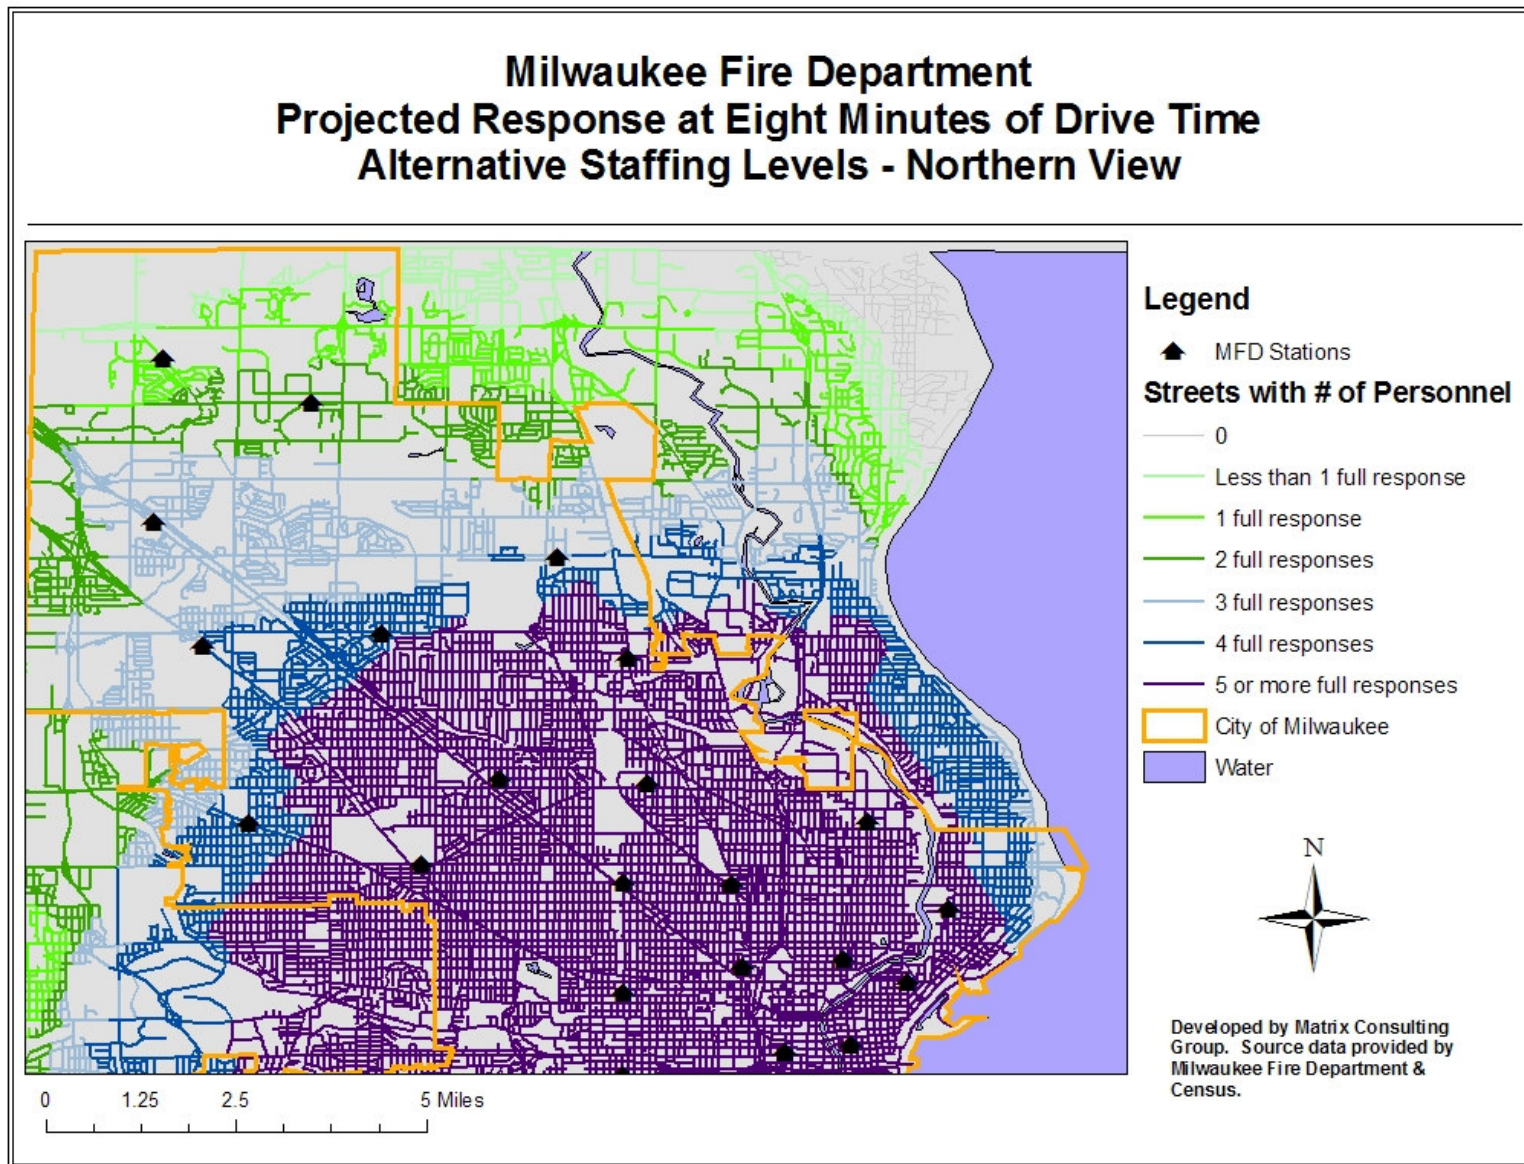 Milwaukee Fire Department
Projected Response at Eight Minutes of Drive Time
Alternative Staffing Levels - Northern View
Legend
MFD Stations
Streets with # of Personnel
0
Less than 1 full response
1 full response
2 full responses
3 full responses
4 full responses
5 or more full responses
City of Milwaukee
Water
N
Developed by Matrix Consulting
Group. Source data provided by
Milwaukee Fire Department &
Census.
0 1.25 2.5 5 Miles